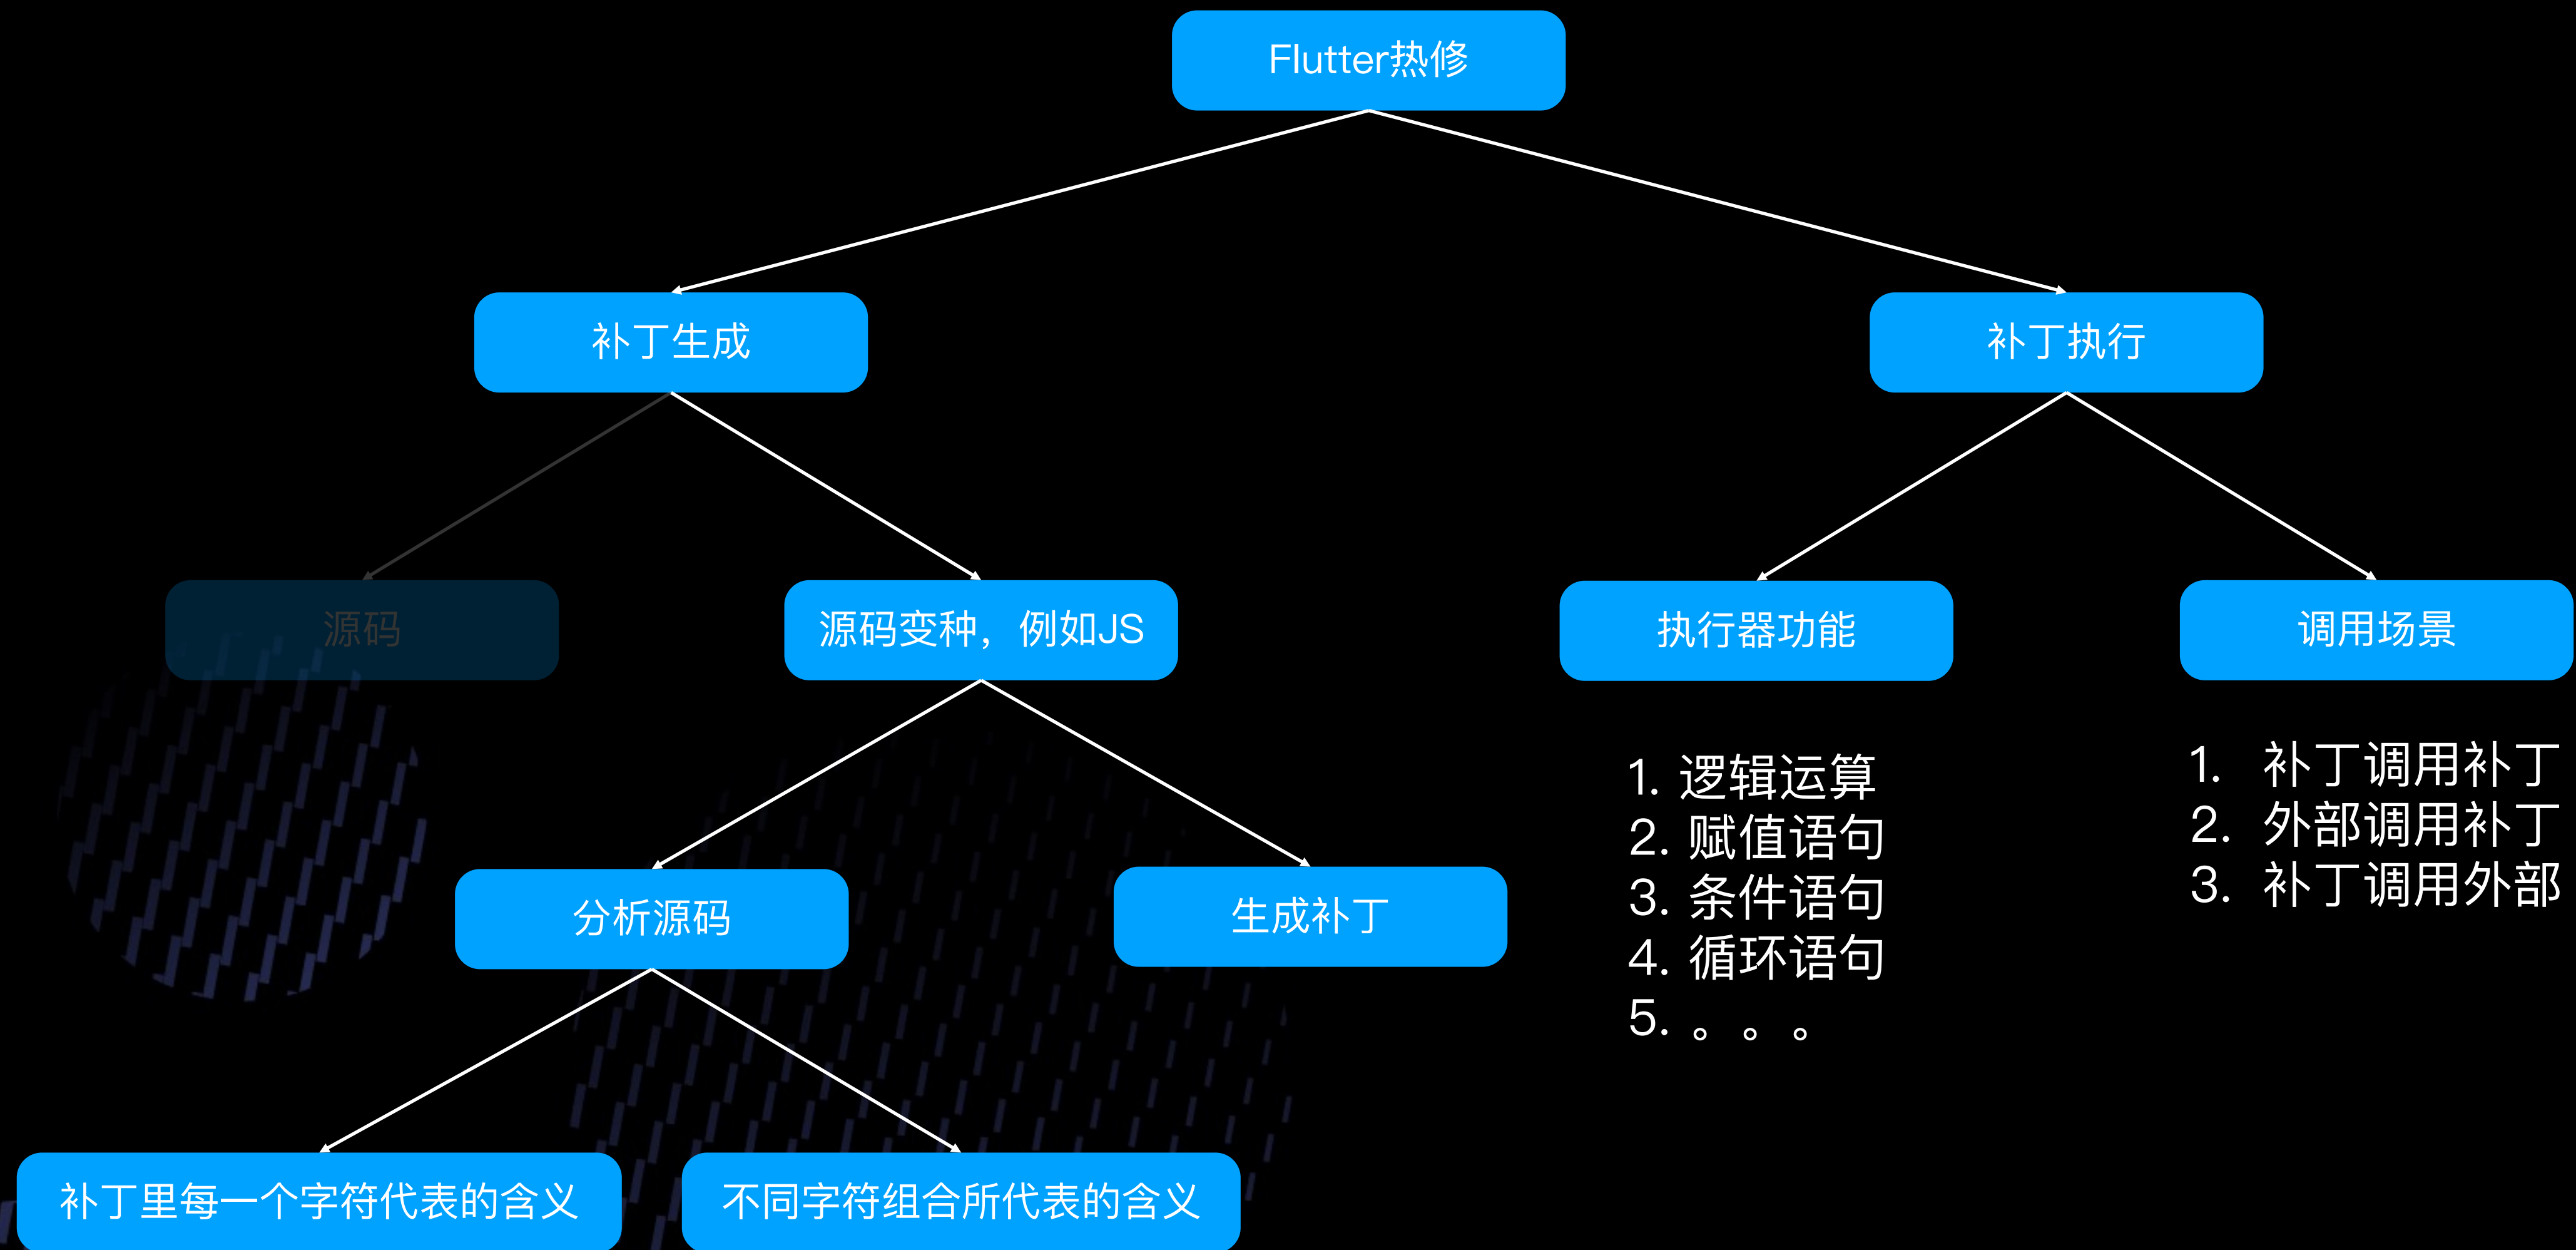 Flutter热修
补丁生成
补丁执行
源码
源码变种，例如JS
执行器功能
调用场景
1. 逻辑运算
2. 赋值语句
3. 条件语句
4. 循环语句
5. 。。。
1. 补丁调用补丁
2. 外部调用补丁
3. 补丁调用外部
分析源码
生成补丁
补丁里每一个字符代表的含义
不同字符组合所代表的含义